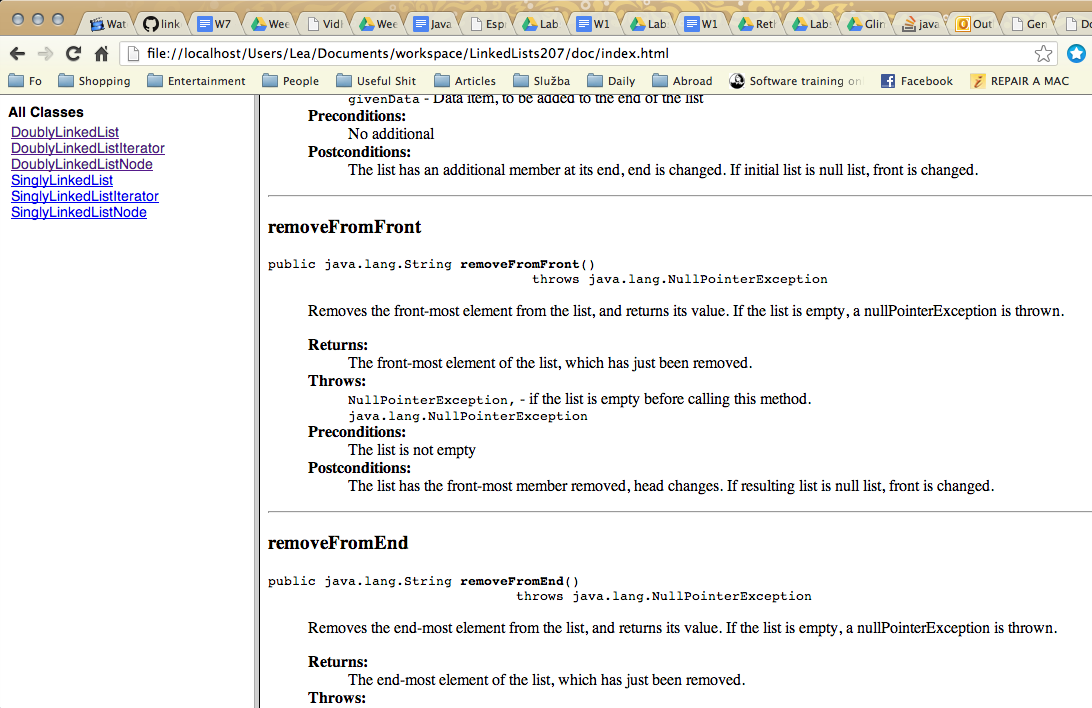 Wat
link
W7
Wee
Vidl
Wee
Java
Esp
Lab
W1
Lab
W1
Reti
Lab
Glin
java
Out
Gen
Do
file://localhost/Users/Lea/Documents/workspace/LinkedLists207/doc/index.html
Fo Shopping Entertainment People Useful Shit Articles Služba Daily Abroad Software training on Facebook REPAIR A MAC
All Classes
DoublyLinkedList
DoublyLinkedListIterator
DoublyLinkedListNode
SinglyLinkedList
SinglyLinkedListIterator
SinglyLinkedListNode
givenData - Data item, to be added to the end of the list
Preconditions:
No additional
Postconditions:
The list has an additional member at its end, end is changed. If initial list is null list, front is changed.
removeFromFront
public java.lang.String removeFromFront()
throws java.lang.NullPointerException
Removes the front-most element from the list, and returns its value. If the list is empty, a nullPointerException is thrown.
Returns:
The front-most element of the list, which has just been removed.
Throws:
NullPointerException, - if the list is empty before calling this method.
java.lang.NullPointerException
Preconditions:
The list is not empty
Postconditions:
The list has the front-most member removed, head changes. If resulting list is null list, front is changed.
removeFromEnd
public java.lang.String removeFromEnd()
throws java.lang.NullPointerException
Removes the end-most element from the list, and returns its value. If the list is empty, a nullPointerException is thrown.
Returns:
The end-most element of the list, which has just been removed.
Throws: